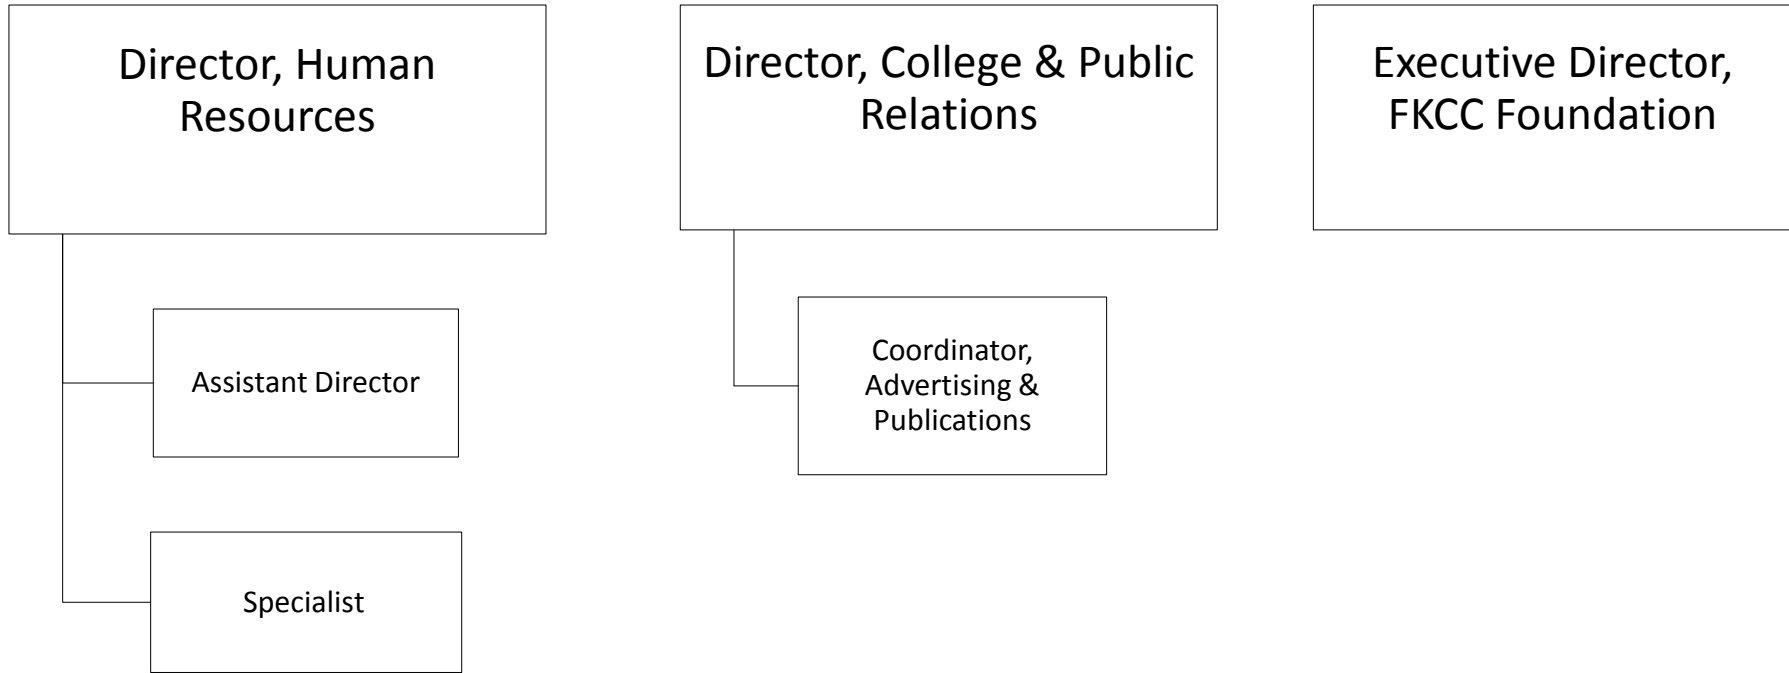 Director, Human
Resources
Director, College & Public
Relations
Executive Director,
FKCC Foundation
Assistant Director
Specialist
Coordinator,
Advertising &
Publications